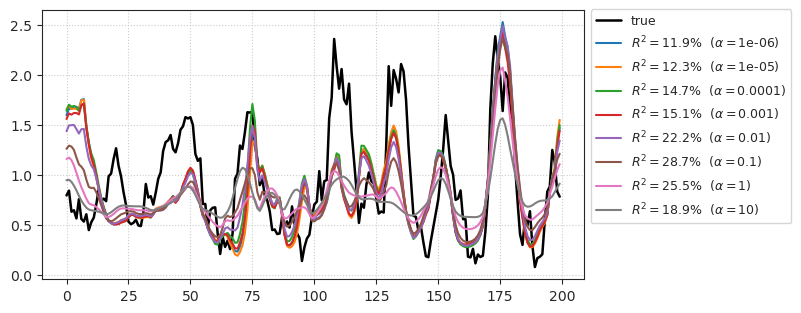 2.5
2.0
1.5
1.0
0.5
0.0
0 25 50 75 100 125 150 175 200
true
R² = 11.9% (α = 1e-06)
R² = 12.3% (α = 1e-05)
R² = 14.7% (α = 0.0001)
R² = 15.1% (α = 0.001)
R² = 22.2% (α = 0.01)
R² = 28.7% (α = 0.1)
R² = 25.5% (α = 1)
R² = 18.9% (α = 10)